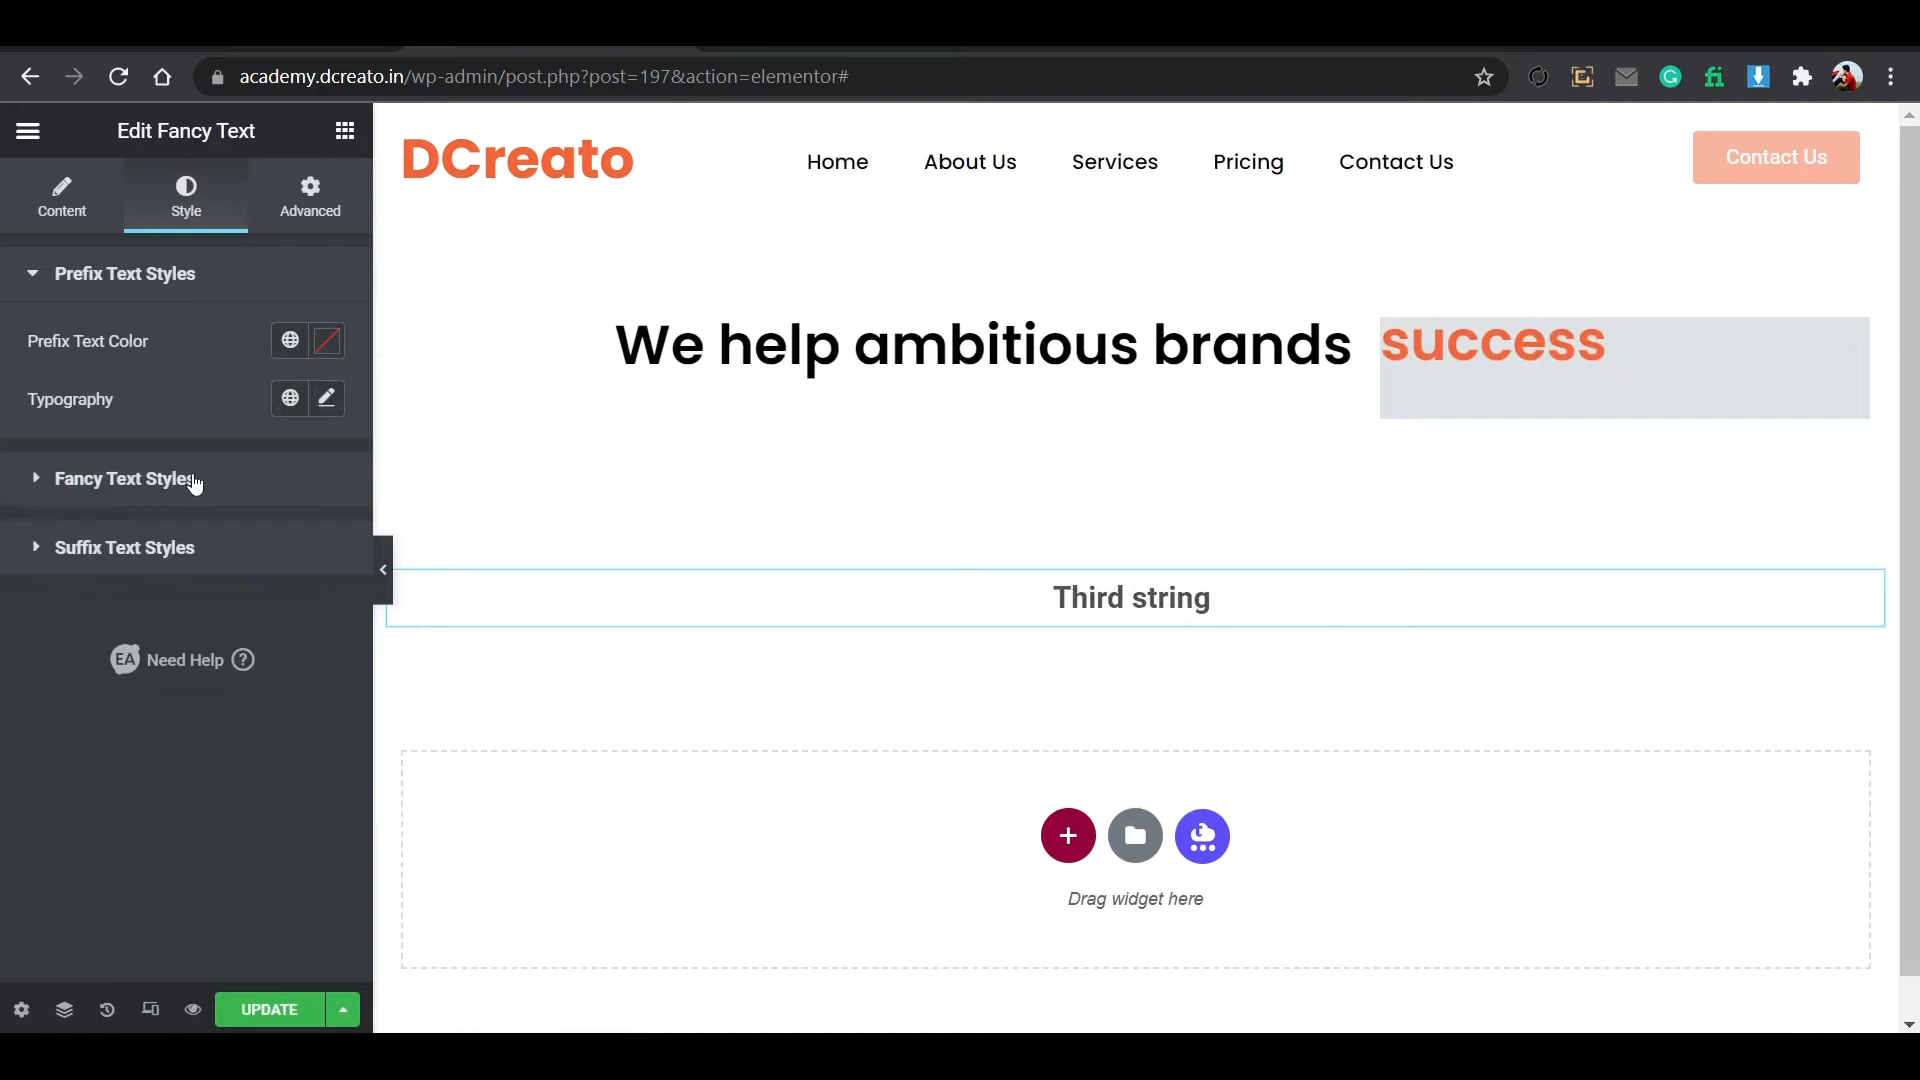 academy.dcreato.in/wp-admin/post.php?post=197&action=elementor#
Edit Fancy Text
Content
Style
Advanced
Prefix Text Styles
Prefix Text Color
Typography
Fancy Text Styles
Suffix Text Styles
EA Need Help ?
UPDATE
DCreato
Home
About Us
Services
Pricing
Contact Us
Contact Us
We help ambitious brands success
Third string
Drag widget here